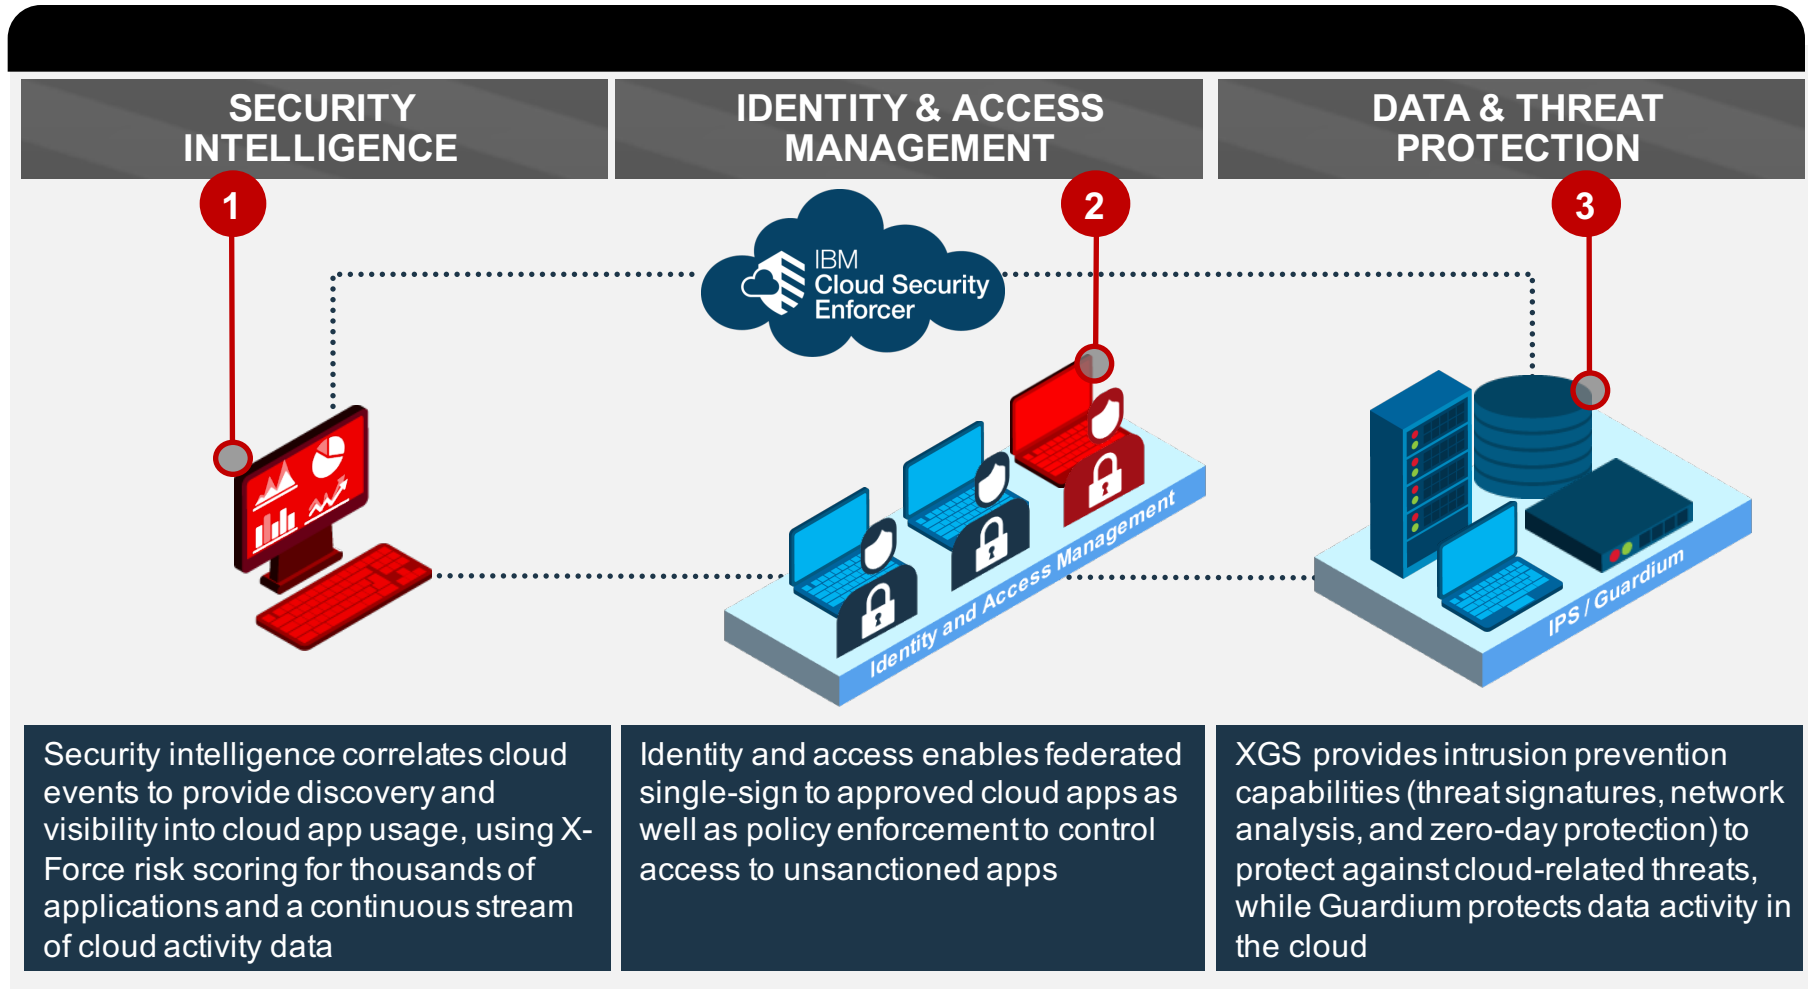 SECURITY
INTELLIGENCE
IDENTITY & ACCESS
MANAGEMENT
DATA & THREAT
PROTECTION
1
2
3
IBM
Cloud Security
Enforcer
Identity and Access Management
IPS / Guardium
Security intelligence correlates cloud
events to provide discovery and
visibility into cloud app usage, using X-
Force risk scoring for thousands of
applications and a continuous stream
of cloud activity data
Identity and access enables federated
single-sign to approved cloud apps as
well as policy enforcement to control
access to unsanctioned apps
XGS provides intrusion prevention
capabilities (threat signatures, network
analysis, and zero-day protection) to
protect against cloud-related threats,
while Guardium protects data activity in
the cloud